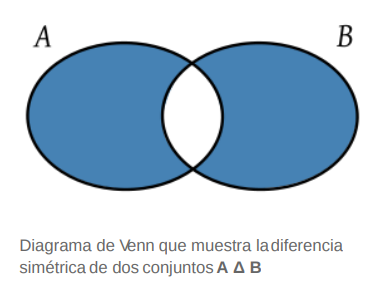 A B
Diagrama de Venn que muestra la diferencia
simétrica de dos conjuntos A Δ B